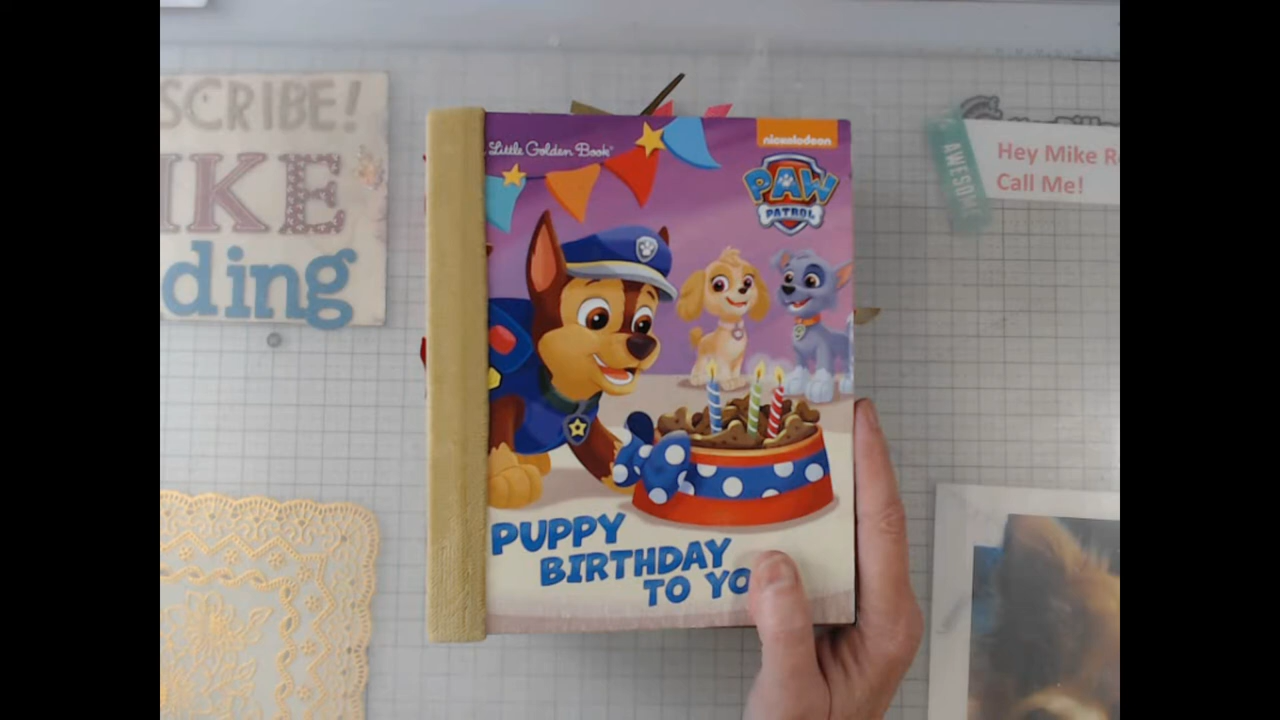 SCRIBE!
IKE
ding
Little Golden Book
nickelodeon
PAW
PATROL
PUPPY
BIRTHDAY
TO YO
AWESOME
Hey Mike R
Call Me!